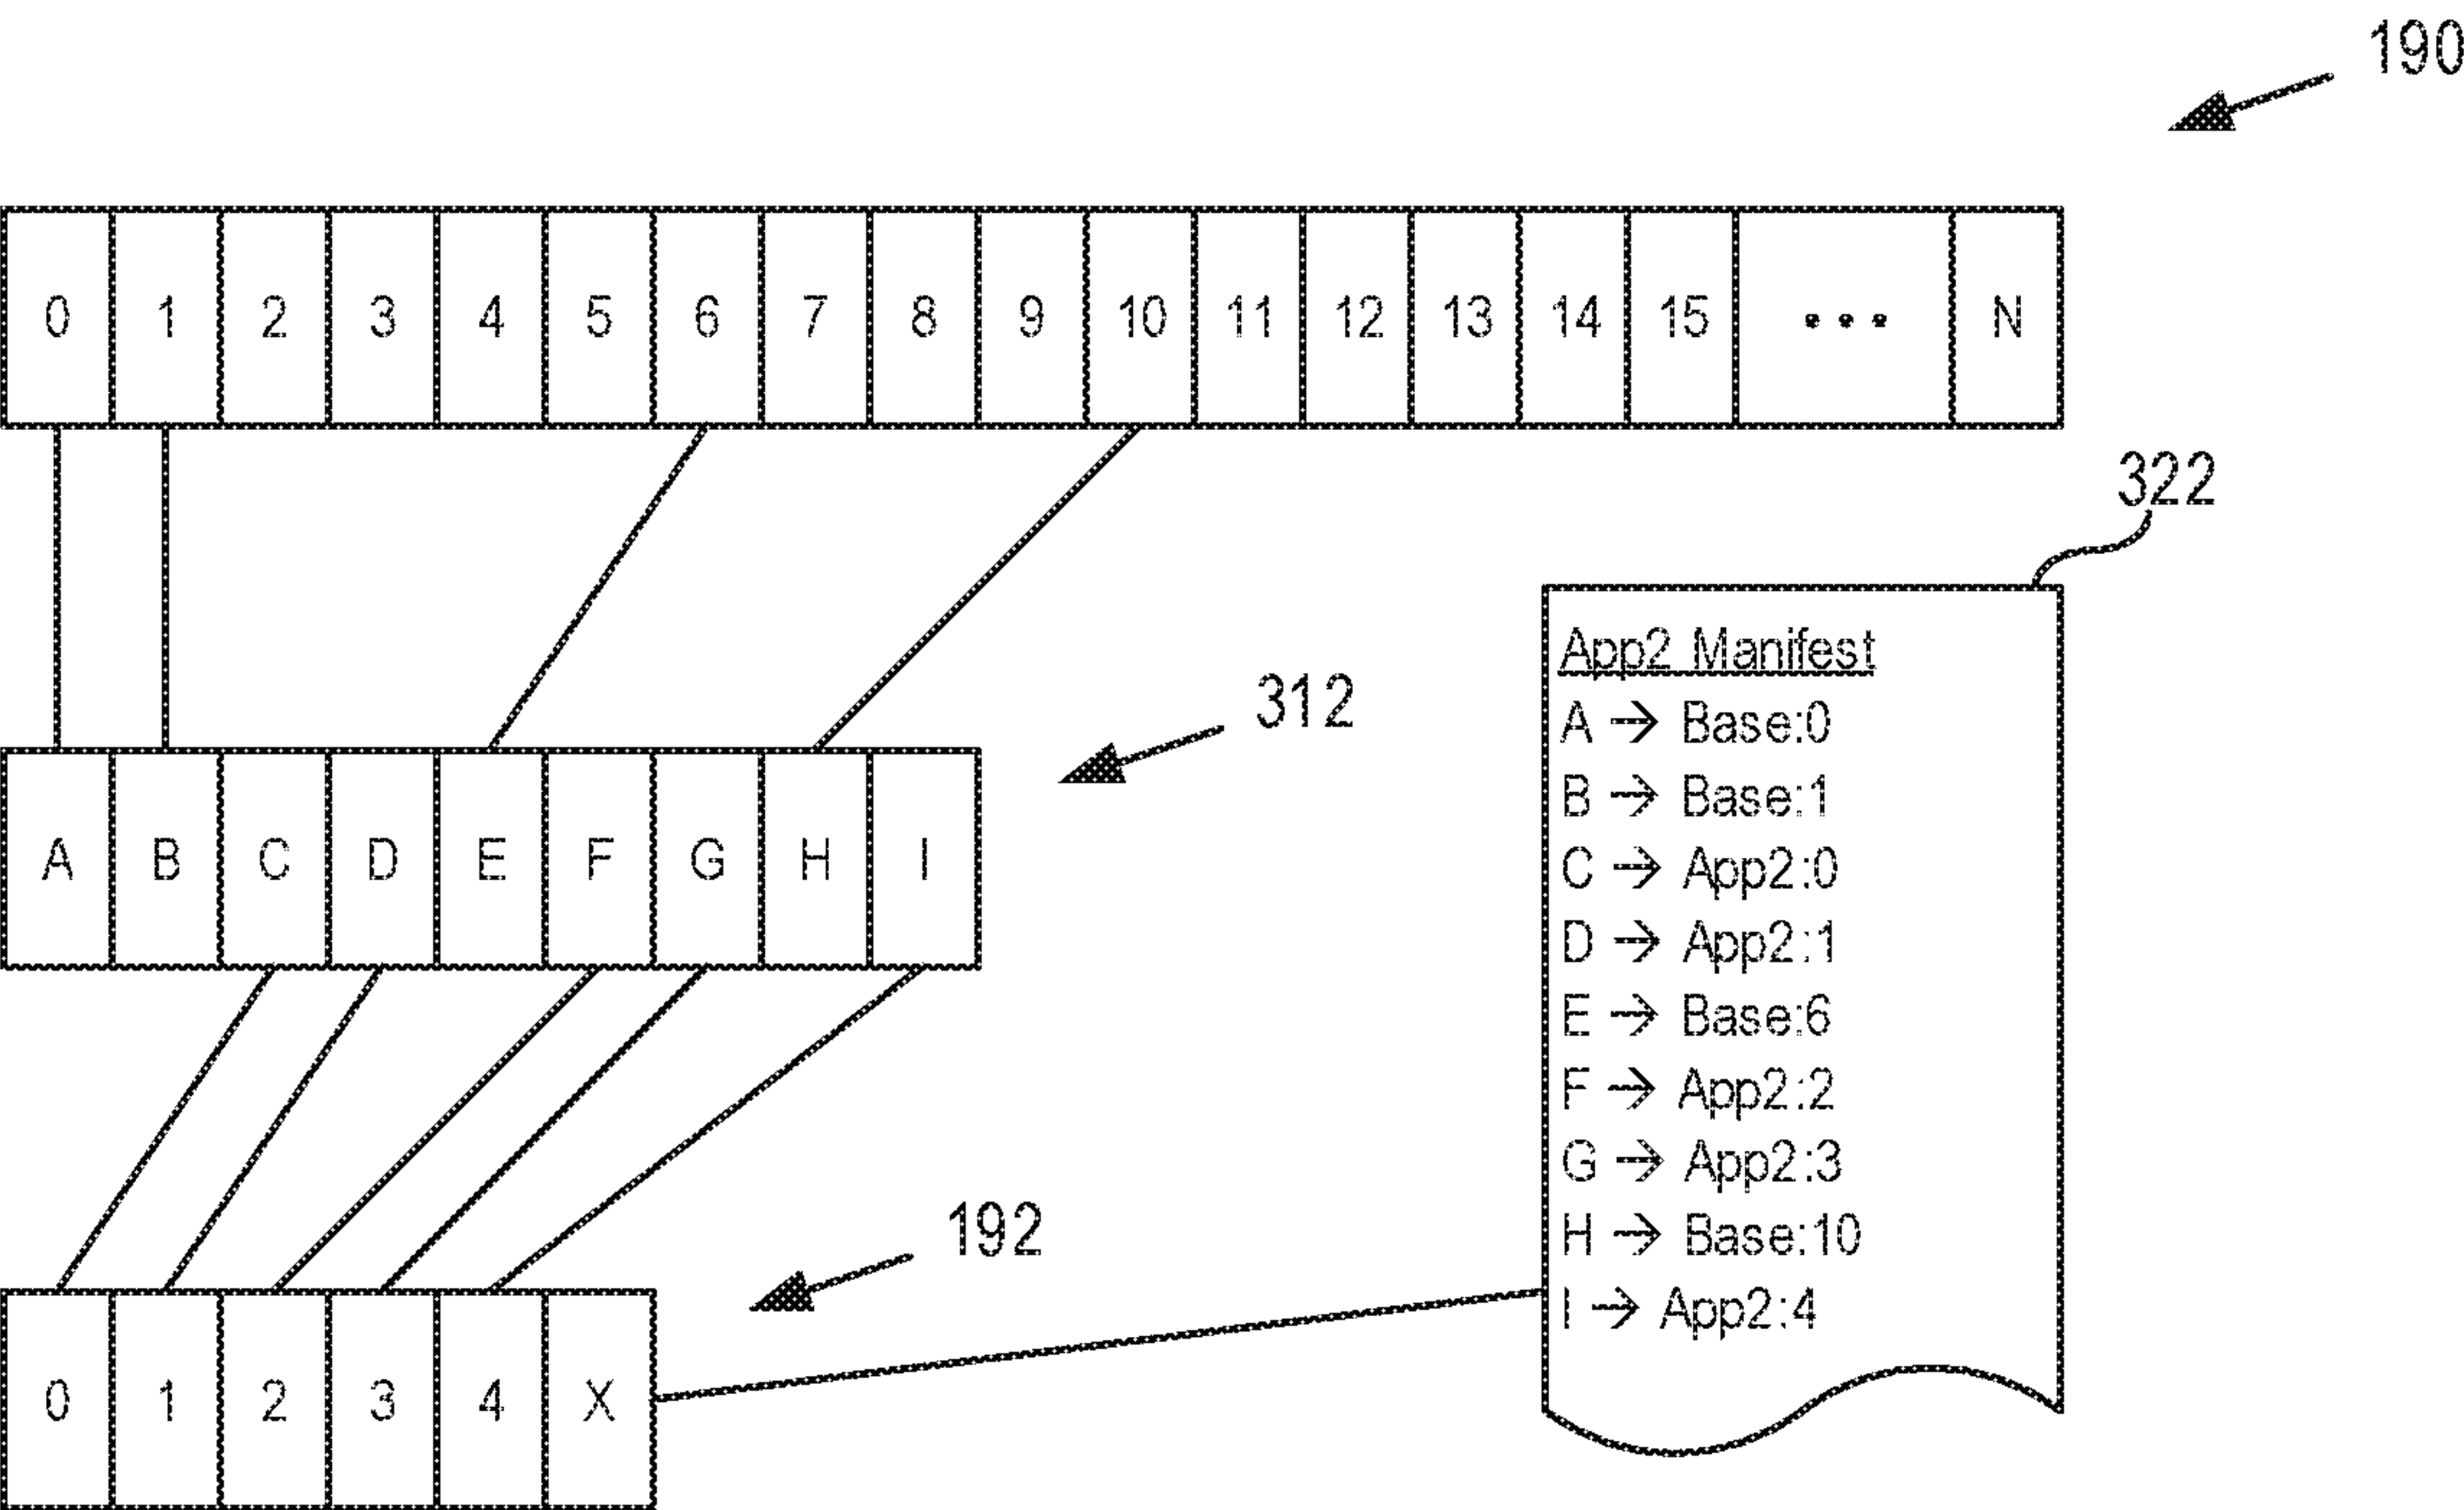 190
0 1 2 3 4 5 6 7 8 9 10 11 12 13 14 15 ••• N
322
312
A B C D E F G H I
App2 Manifest
A → Base:0
B → Base:1
C → App2:0
D → App2:1
E → Base:6
F → App2:2
G → App2:3
H → Base:10
I → App2:4
192
0 1 2 3 4 X